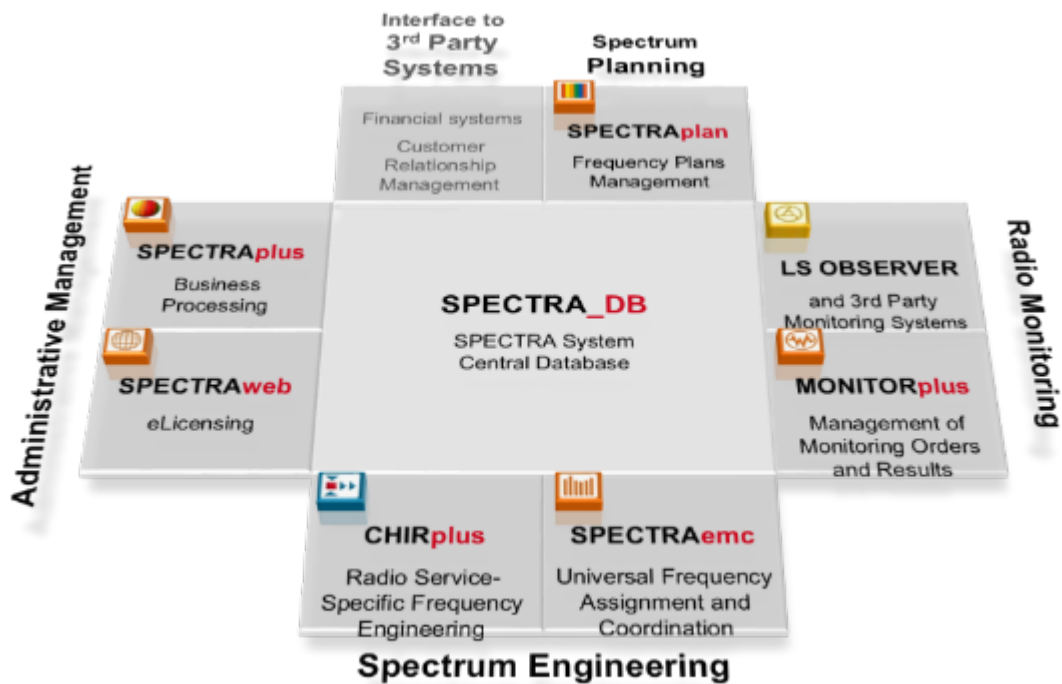 Interface to
3rd Party
Systems
Spectrum
Planning
Financial systems
Customer
Relationship
Management
SPECTRAplan
Frequency Plans
Management
Administrative Management
SPECTRAplus
Business
Processing
SPECTRAweb
eLicensing
SPECTRA_DB
SPECTRA System
Central Database
LS OBSERVER
and 3rd Party
Monitoring Systems
MONITORplus
Management of
Monitoring Orders
and Results
Radio Monitoring
CHIRplus
Radio Service-
Specific Frequency
Engineering
SPECTRAemc
Universal Frequency
Assignment and
Coordination
Spectrum Engineering